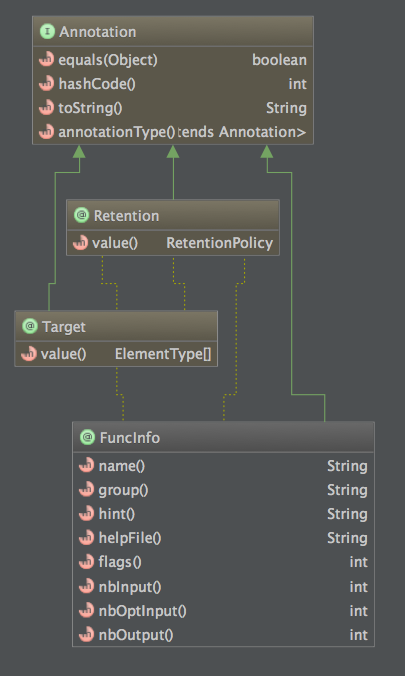 I Annotation
m equals(Object) boolean
m hashCode() int
m toString() String
m annotationType() tends Annotation>
@ Retention
m value() RetentionPolicy
@ Target
m value() ElementType[]
@ FuncInfo
m name() String
m group() String
m hint() String
m helpFile() String
m flags() int
m nbInput() int
m nbOptInput() int
m nbOutput() int